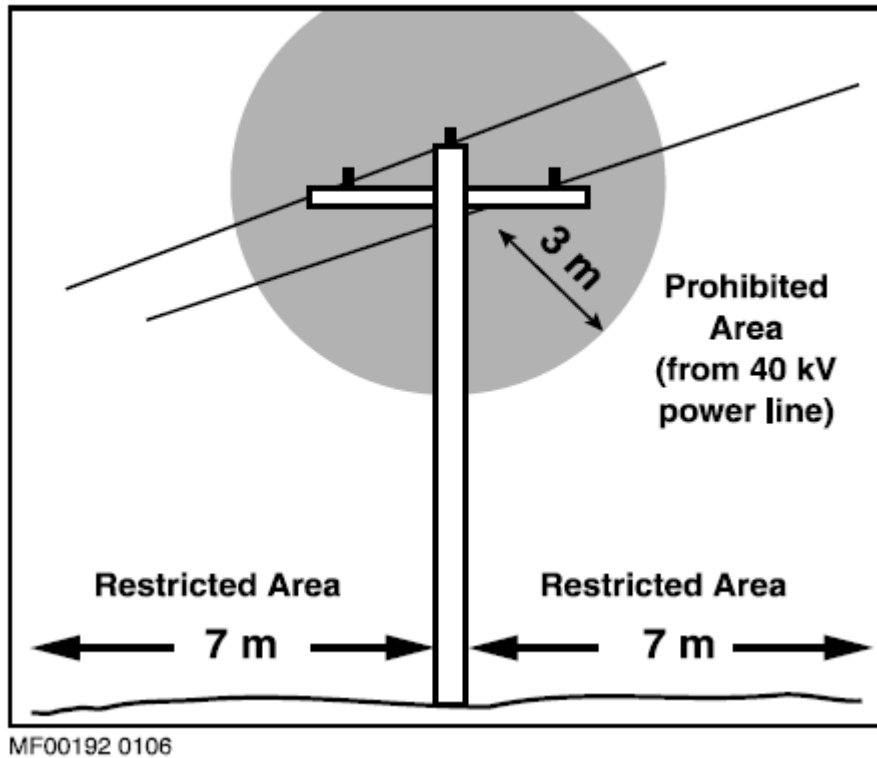 3 m
Prohibited
Area
(from 40 kV
power line)
Restricted Area
Restricted Area
7 m
7 m
MF00192 0106